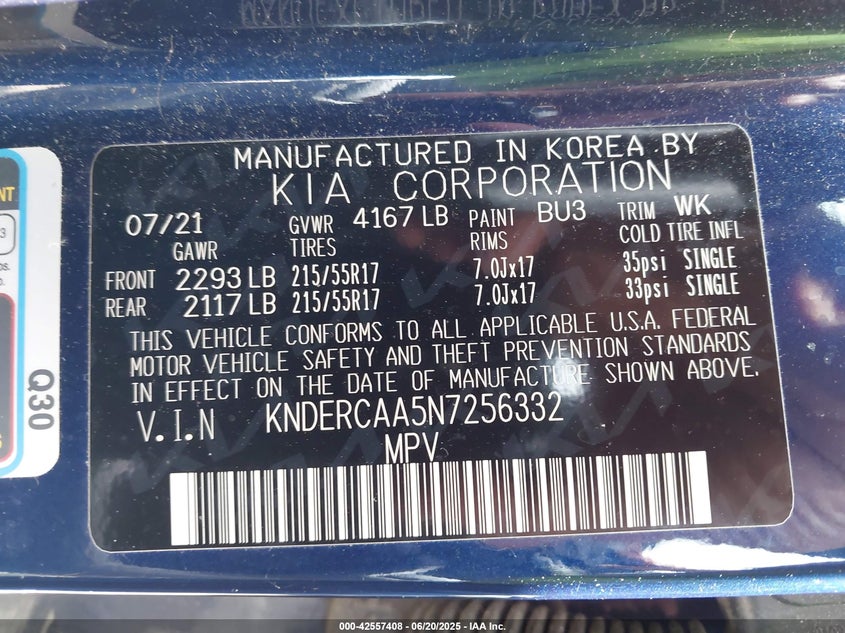 MANUFACTURED IN KOREA BY
KIA CORPORATION
07/21 GVWR 4167 LB PAINT BU3 TRIM WK
GAWR TIRES RIMS COLD TIRE INFL
FRONT 2293 LB 215/55R17 7.0Jx17 35psi SINGLE
REAR 2117 LB 215/55R17 7.0Jx17 33psi SINGLE
THIS VEHICLE CONFORMS TO ALL APPLICABLE U.S.A. FEDERAL
MOTOR VEHICLE SAFETY AND THEFT PREVENTION STANDARDS
IN EFFECT ON THE DATE OF MANUFACTURE SHOWN ABOVE.
V.I.N KNDERCAA5N7256332
MPV
Q30
000-42557408 - 06/20/2025 - IAA Inc.